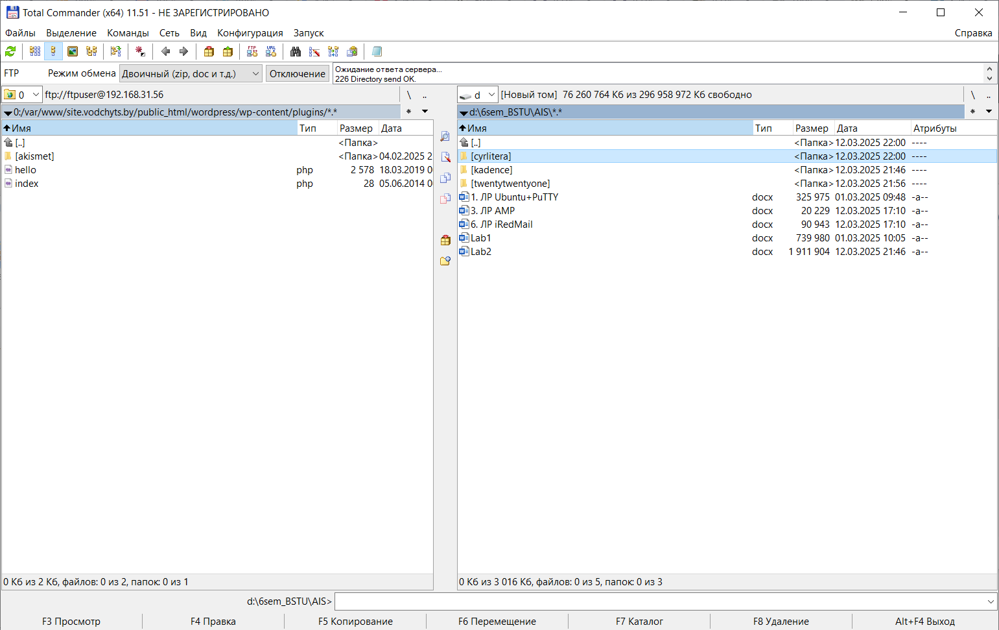 Total Commander (x64) 11.51 - НЕ ЗАРЕГИСТРИРОВАНО
Файлы Выделение Команды Сеть Вид Конфигурация Запуск Справка
FTP URL
FTP Режим обмена Двоичный (zip, doc и т.д.) Отключение
Ожидание ответа сервера...
226 Directory send OK.
0 ftp://ftpuser@192.168.31.56 \ ..
0:/var/www/site.vodchyts.by/public_html/wordpress/wp-content/plugins/*.* *
Имя Тип Размер Дата
[..] <Папка>
[akismet] <Папка> 04.02.2025 2
hello php 2 578 18.03.2019 0
index php 28 05.06.2014 0
0 Кб из 2 Кб, файлов: 0 из 2, папок: 0 из 1
d [Новый том] 76 260 764 Кб из 296 958 972 Кб свободно \ ..
d:\6sem_BSTU\AIS\*.* *
Имя Тип Размер Дата Атрибуты
[..] <Папка> 12.03.2025 22:00 ----
[cyrlitera] <Папка> 12.03.2025 22:00 ----
[kadence] <Папка> 12.03.2025 21:46 ----
[twentytwentyone] <Папка> 12.03.2025 21:56 ----
1. ЛР Ubuntu+PuTTY docx 325 975 01.03.2025 09:48 -a--
3. ЛР AMP docx 20 229 12.03.2025 17:10 -a--
6. ЛР iRedMail docx 90 943 12.03.2025 17:10 -a--
Lab1 docx 739 980 01.03.2025 10:05 -a--
Lab2 docx 1 911 904 12.03.2025 21:46 -a--
0 Кб из 3 016 Кб, файлов: 0 из 5, папок: 0 из 3
d:\6sem_BSTU\AIS>
F3 Просмотр F4 Правка F5 Копирование F6 Перемещение F7 Каталог F8 Удаление Alt+F4 Выход